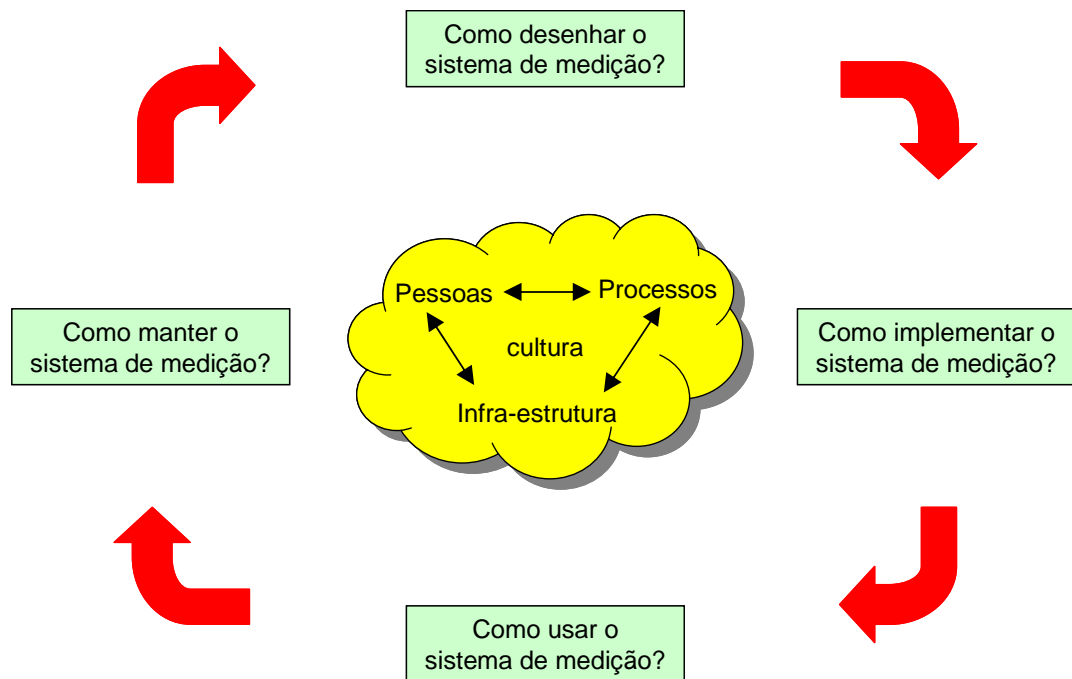 Como desenhar o
sistema de medição?
Pessoas
Processos
Como manter o
sistema de medição?
cultura
Como implementar o
sistema de medição?
Infra-estrutura
Como usar o
sistema de medição?